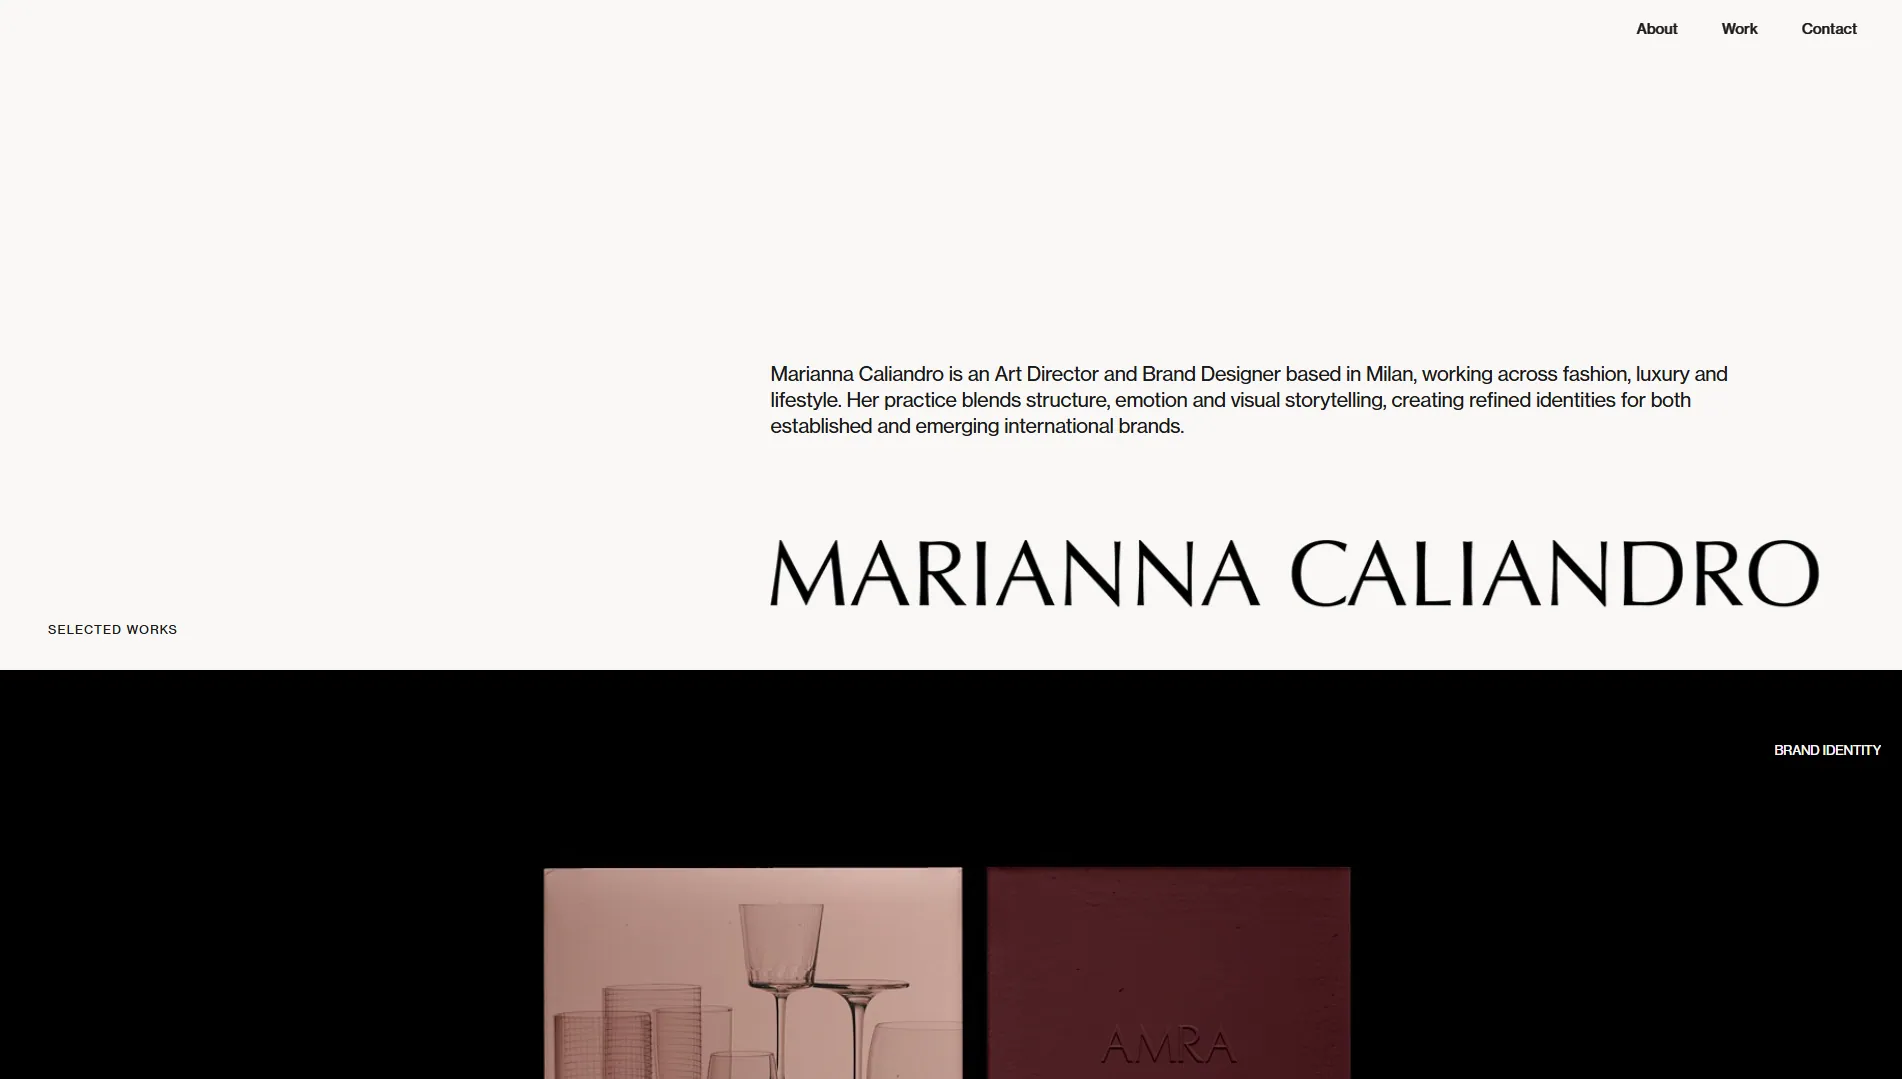 About
Work
Contact
Marianna Caliandro is an Art Director and Brand Designer based in Milan, working across fashion, luxury and
lifestyle. Her practice blends structure, emotion and visual storytelling, creating refined identities for both
established and emerging international brands.
MARIANNA CALIANDRO
SELECTED WORKS
BRAND IDENTITY
AMRA